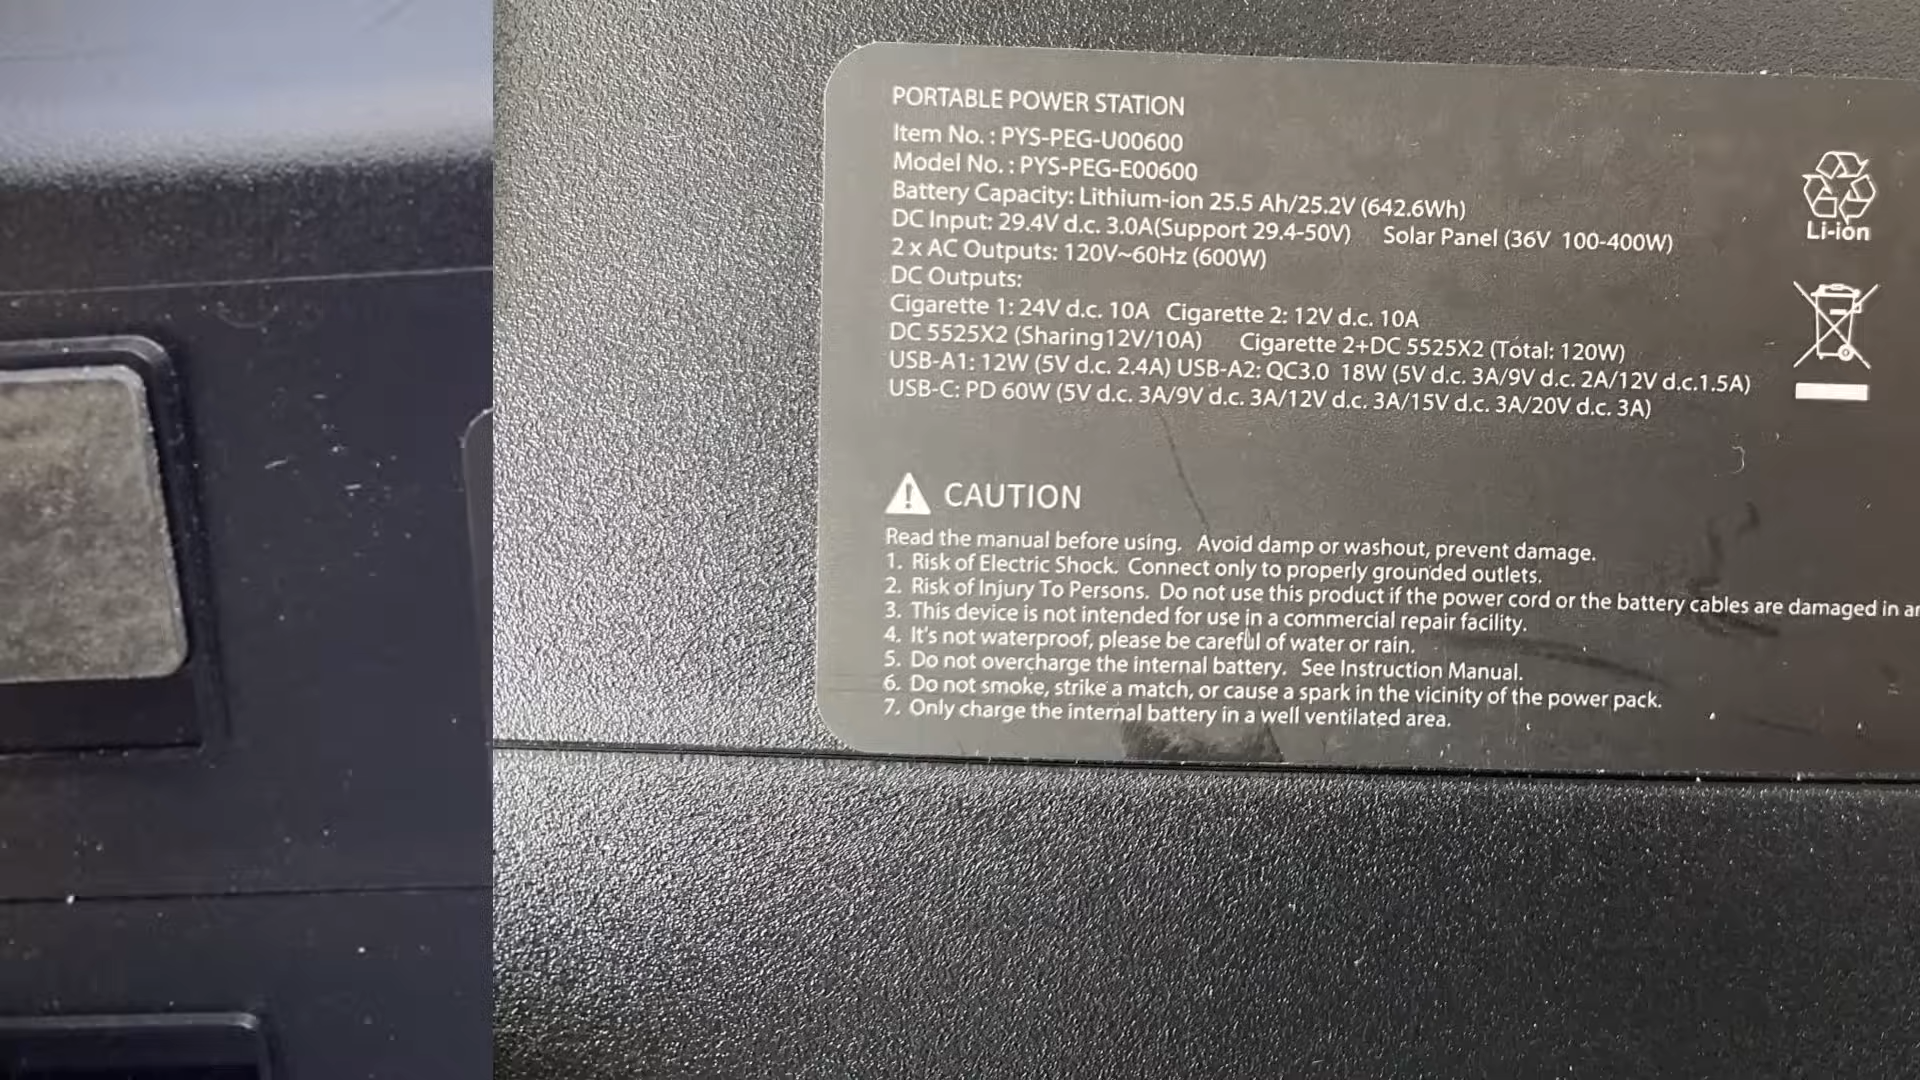 PORTABLE POWER STATION
Item No. : PYS-PEG-U00600
Model No. : PYS-PEG-E00600
Battery Capacity: Lithium-ion 25.5 Ah/25.2V (642.6Wh)
DC Input: 29.4V d.c. 3.0A(Support 29.4-50V) Solar Panel (36V 100-400W)
2 x AC Outputs: 120V~60Hz (600W)
DC Outputs:
Cigarette 1: 24V d.c. 10A Cigarette 2: 12V d.c. 10A
DC 5525X2 (Sharing12V/10A) Cigarette 2+DC 5525X2 (Total: 120W)
USB-A1: 12W (5V d.c. 2.4A) USB-A2: QC3.0 18W (5V d.c. 3A/9V d.c. 2A/12V d.c.1.5A)
USB-C: PD 60W (5V d.c. 3A/9V d.c. 3A/12V d.c. 3A/15V d.c. 3A/20V d.c. 3A)
Li-ion
CAUTION
Read the manual before using. Avoid damp or washout, prevent damage.
1. Risk of Electric Shock. Connect only to properly grounded outlets.
2. Risk of Injury To Persons. Do not use this product if the power cord or the battery cables are damaged in
3. This device is not intended for use in a commercial repair facility.
4. It's not waterproof, please be careful of water or rain.
5. Do not overcharge the internal battery. See Instruction Manual.
6. Do not smoke, strike a match, or cause a spark in the vicinity of the power pack.
7. Only charge the internal battery in a well ventilated area.